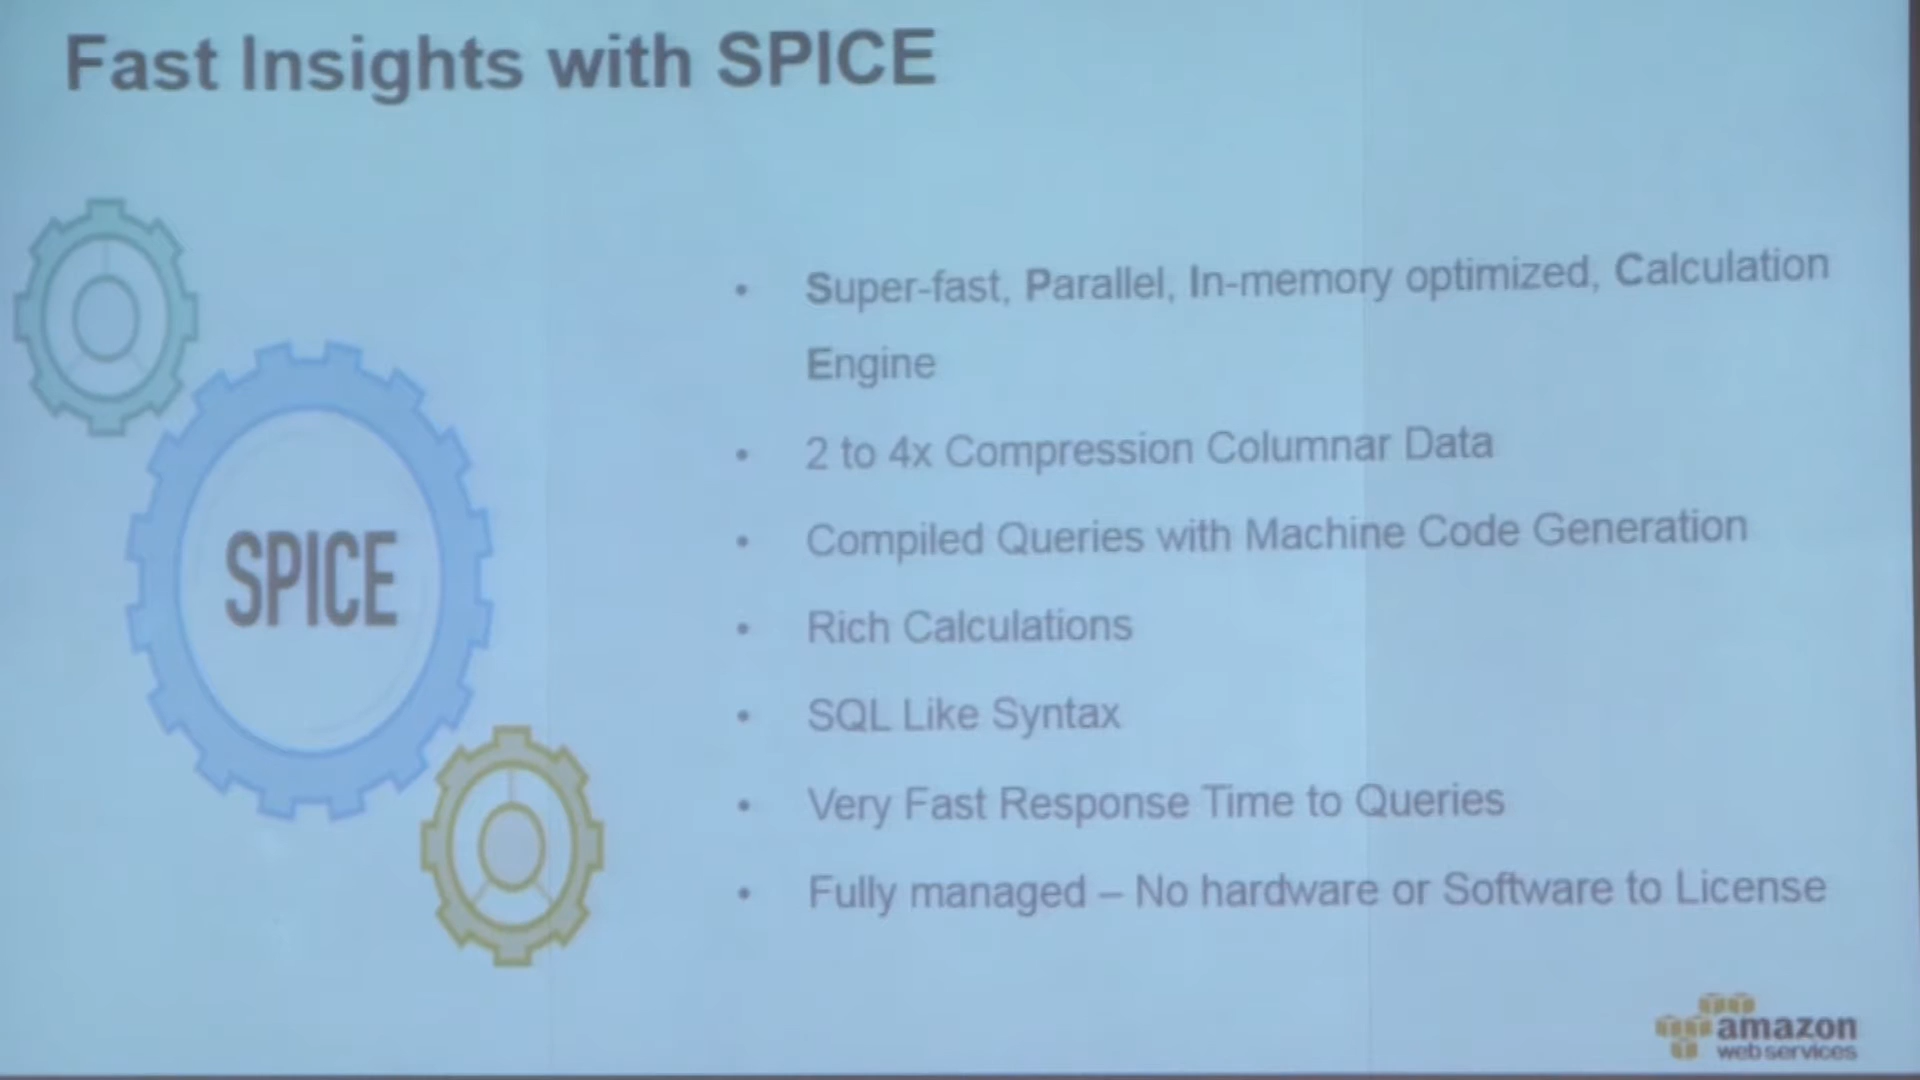 Fast Insights with SPICE
SPICE
• Super-fast, Parallel, In-memory optimized, Calculation
Engine
• 2 to 4x Compression Columnar Data
• Compiled Queries with Machine Code Generation
• Rich Calculations
• SQL Like Syntax
• Very Fast Response Time to Queries
• Fully managed – No hardware or Software to License
amazon
web services